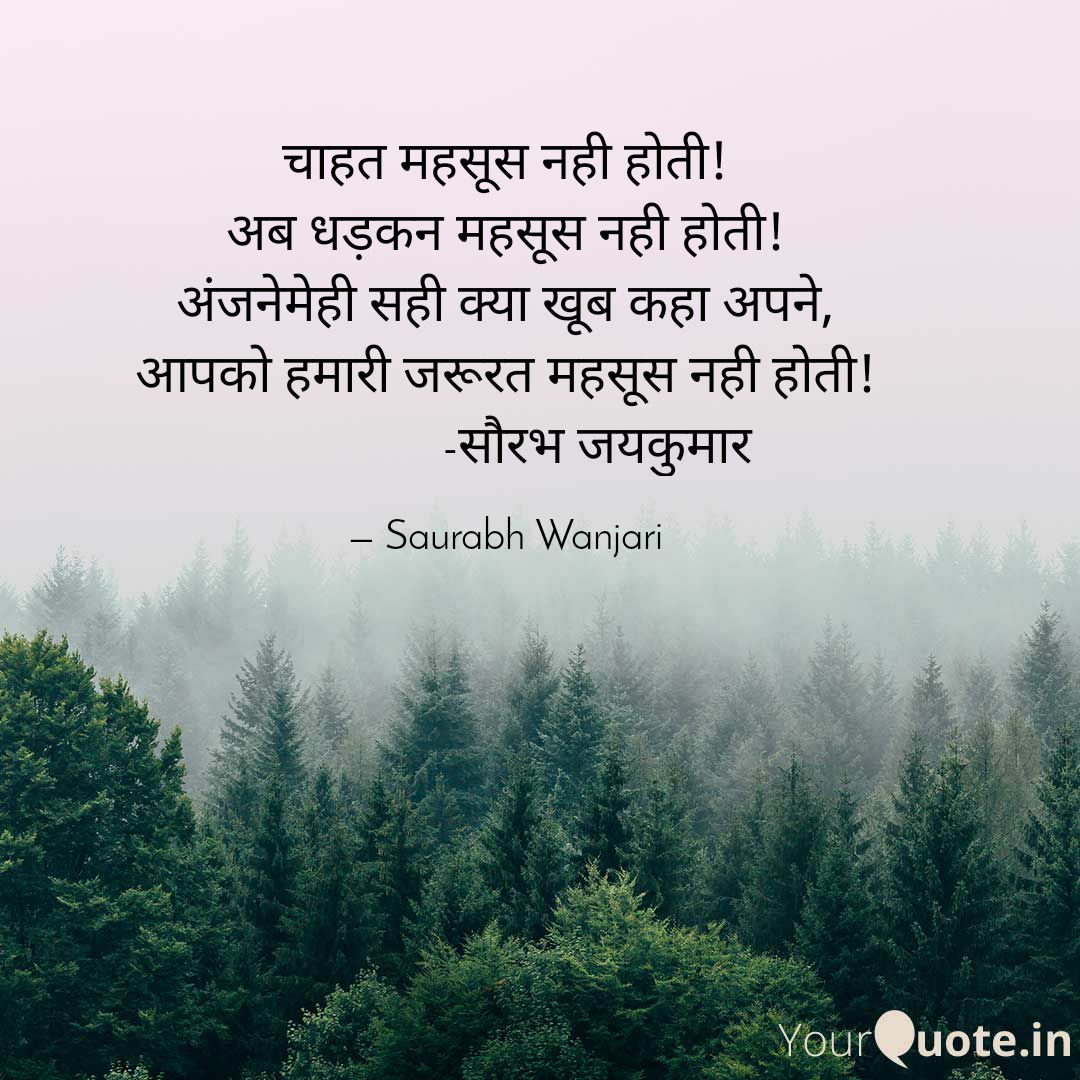 चाहत महसूस नही होती!
अब धड़कन महसूस नही होती!
अंजनेमेही सही क्या खूब कहा अपने,
आपको हमारी जरूरत महसूस नही होती!
-सौरभ जयकुमार
– Saurabh Wanjari
YourQuote.in